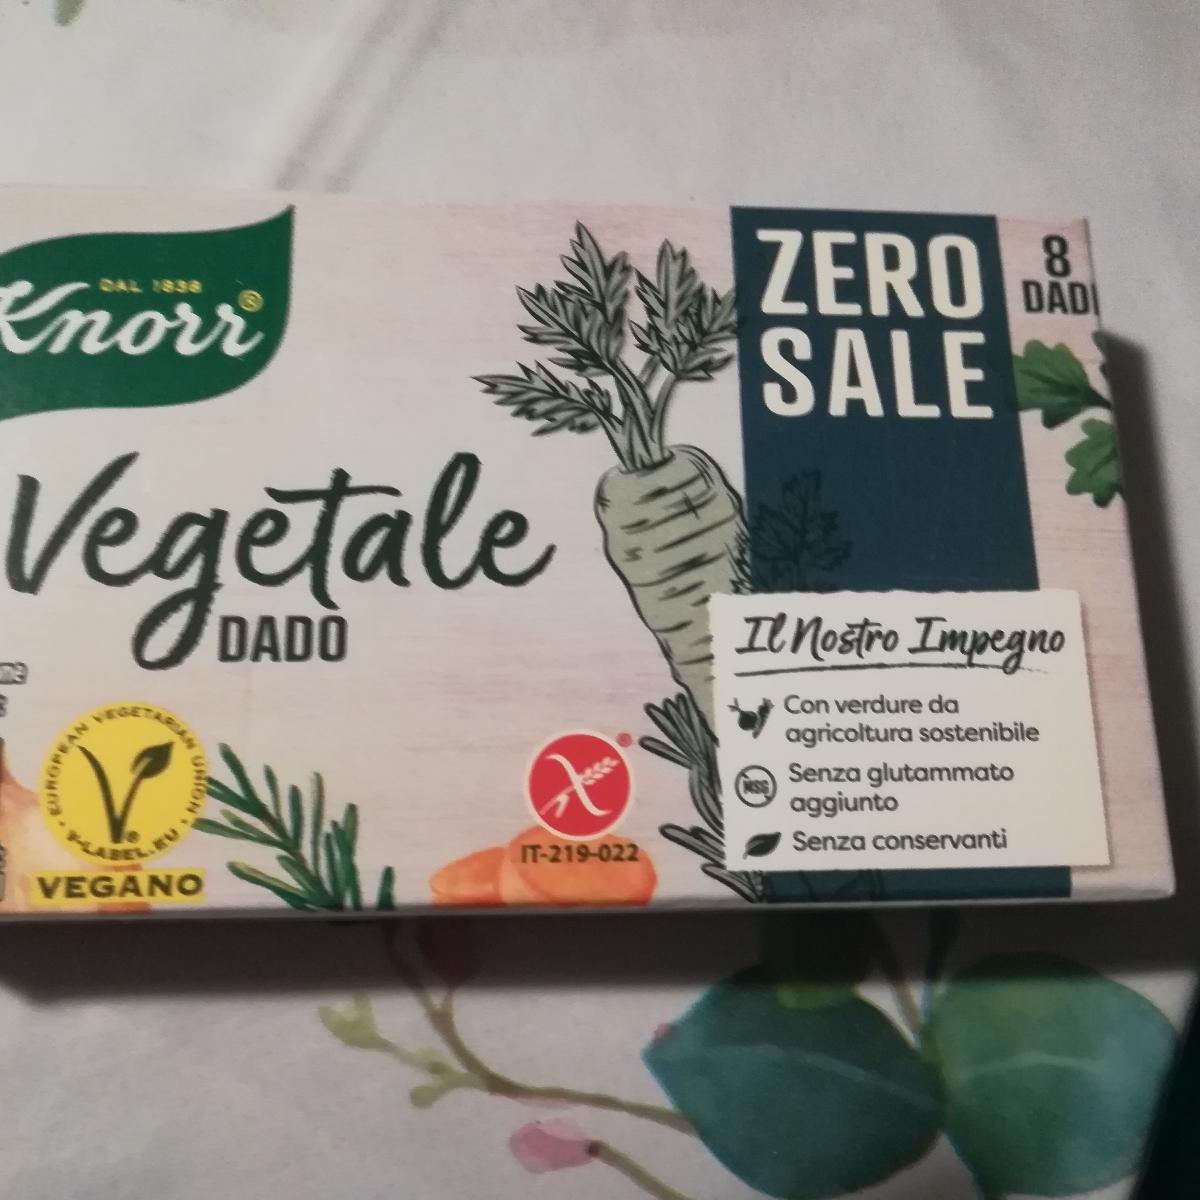 DAL 1838
Knorr®
Vegetale
DADO
ZERO
SALE
8
DADI
Il Nostro Impegno
Con verdure da
agricoltura sostenibile
MSG
Senza glutammato
aggiunto
Senza conservanti
EUROPEAN VEGETARIAN UNION
V-LABEL.EU
VEGANO
IT-219-022